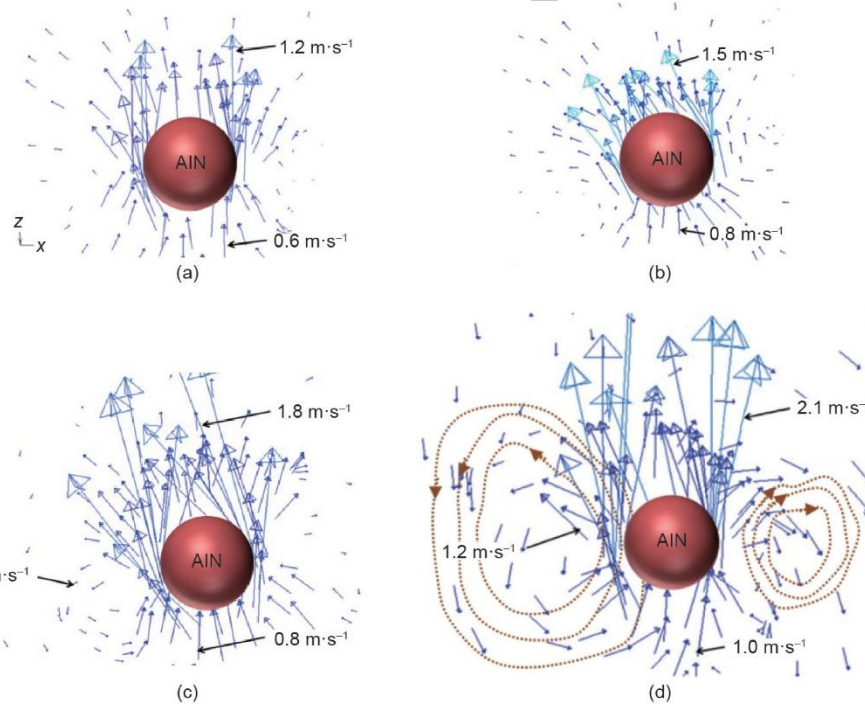 1.2 m·s⁻¹
AlN
z
x
0.6 m·s⁻¹
(a)
1.5 m·s⁻¹
AlN
0.8 m·s⁻¹
(b)
1.8 m·s⁻¹
AlN
·s⁻¹
0.8 m·s⁻¹
(c)
2.1 m·s⁻
1.2 m·s⁻¹
AlN
1.0 m·s⁻¹
(d)